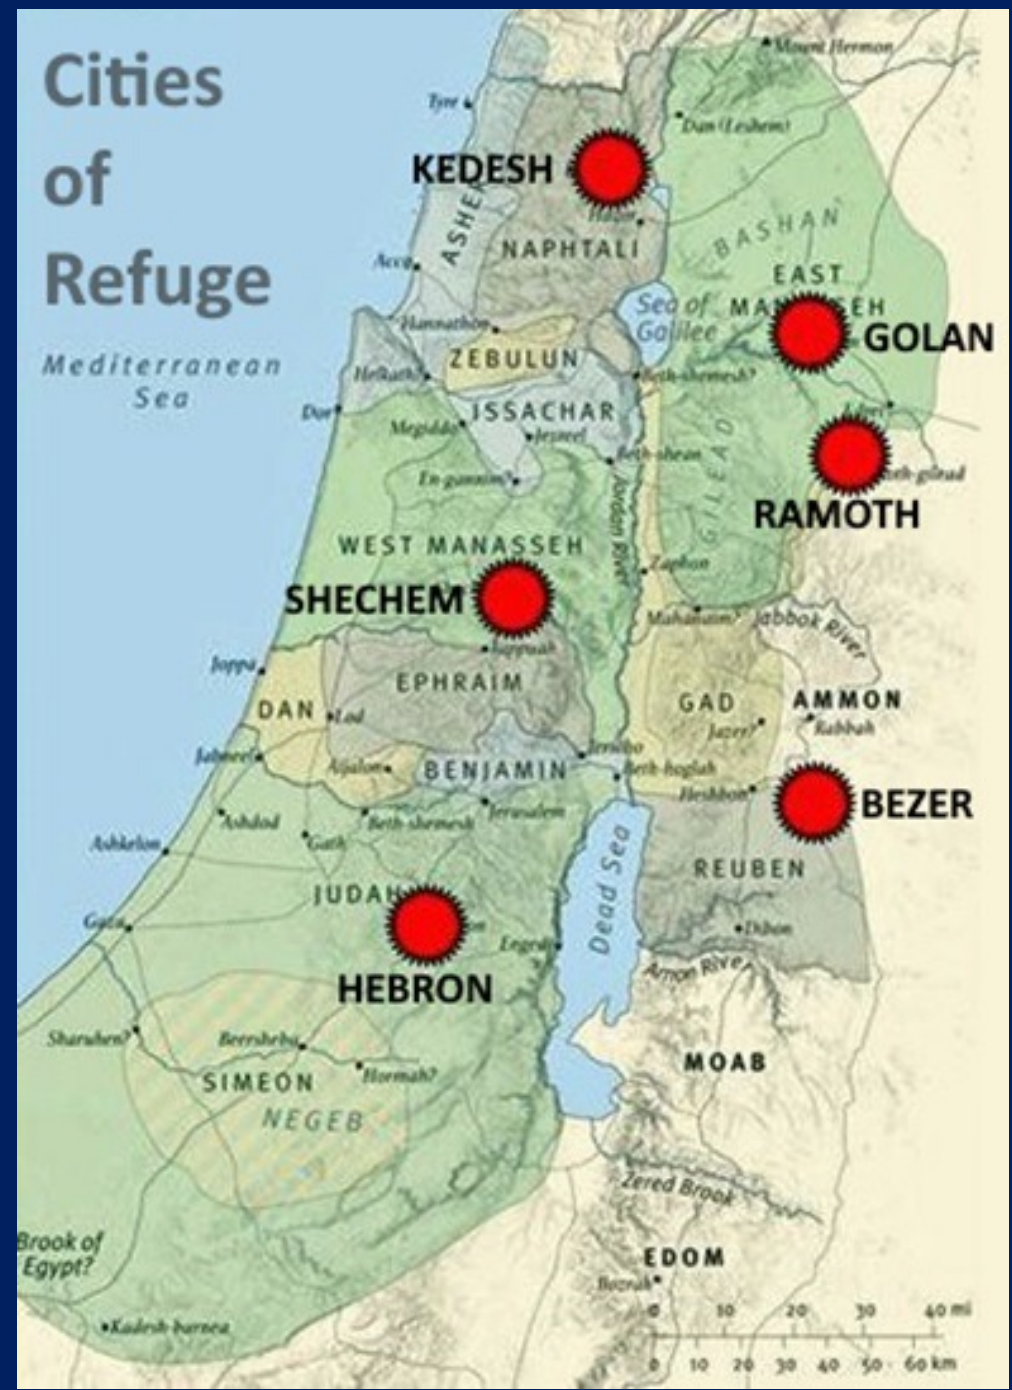 Cities
of
Refuge
Mediterranean
Sea
Mount Hermon
Tyre
Dan (Leshem)
KEDESH
ASHER
NAPHTALI
BASHAN
Acco
EAST
Sea of
Galilee
GOLAN
Hannathon
ZEBULUN
Helkath?
Beth-shemesh?
Dor
ISSACHAR
Megiddo
Jezreel
Beth-shean
En-gannim?
GILEAD
RAMOTH
Jordan River
WEST MANASSEH
Zaphon
SHECHEM
Mahanaim?
Jabbok River
Tappuah
Joppa
EPHRAIM
DAN
Lod
GAD
AMMON
Jazer?
Rabbah
Jabneel
Aijalon
BENJAMIN
Jericho
Beth-hoglah
Heshbon
BEZER
Ashdod
Beth-shemesh
Jerusalem
Ashkelon
Gath
Dead Sea
REUBEN
JUDAH
Gaza
Dibon
HEBRON
Arnon River
Sharuhen?
Beersheba
SIMEON
Hormah?
MOAB
NEGEB
Zered Brook
Brook of
Egypt?
EDOM
Bozrah
Kadesh-barnea
0 10 20 30 40 mi
0 10 20 30 40 50 60 km